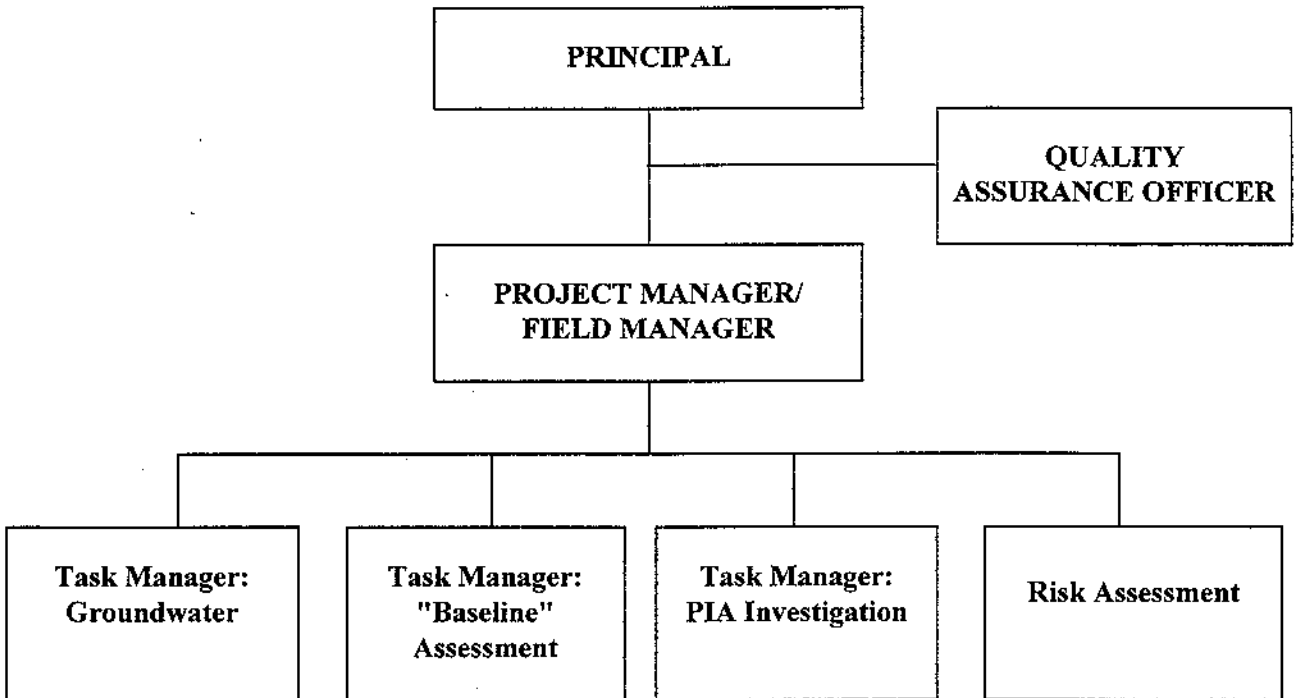 PRINCIPAL
QUALITY
ASSURANCE OFFICER
PROJECT MANAGER/
FIELD MANAGER
Task Manager:
Groundwater
Task Manager:
"Baseline"
Assessment
Task Manager:
PIA Investigation
Risk Assessment